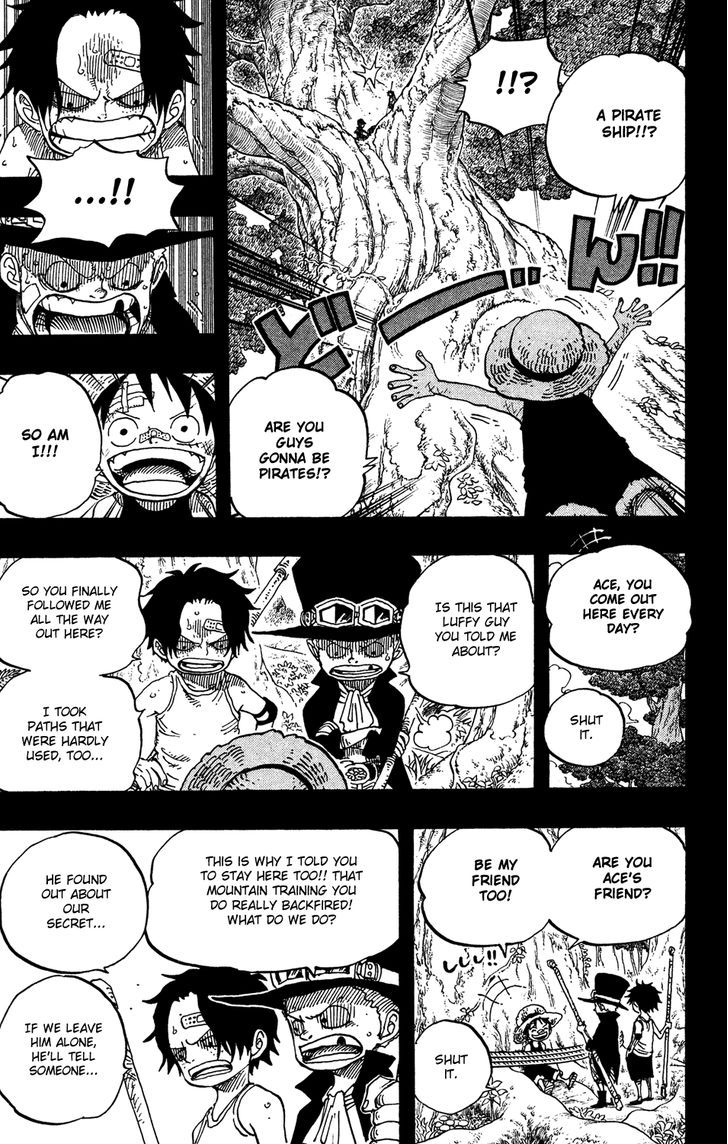 A PIRATE
SHIP!!?
!!?
ど
ー
ん!!
ARE YOU
GUYS
GONNA BE
PIRATES!?
...!!
SO AM
I!!!
ACE, YOU
COME OUT
HERE EVERY
DAY?
SHUT
IT.
IS THIS THAT
LUFFY GUY
YOU TOLD ME
ABOUT?
SO YOU FINALLY
FOLLOWED ME
ALL THE WAY
OUT HERE?
I TOOK
PATHS THAT
WERE HARDLY
USED, TOO...
ARE YOU
ACE'S
FRIEND?
BE MY
FRIEND
TOO!
SHUT
IT.
THIS IS WHY I TOLD YOU
TO STAY HERE TOO!! THAT
MOUNTAIN TRAINING YOU
DO REALLY BACKFIRED!
WHAT DO WE DO?
HE FOUND
OUT ABOUT
OUR
SECRET...
IF WE LEAVE
HIM ALONE,
HE'LL TELL
SOMEONE...